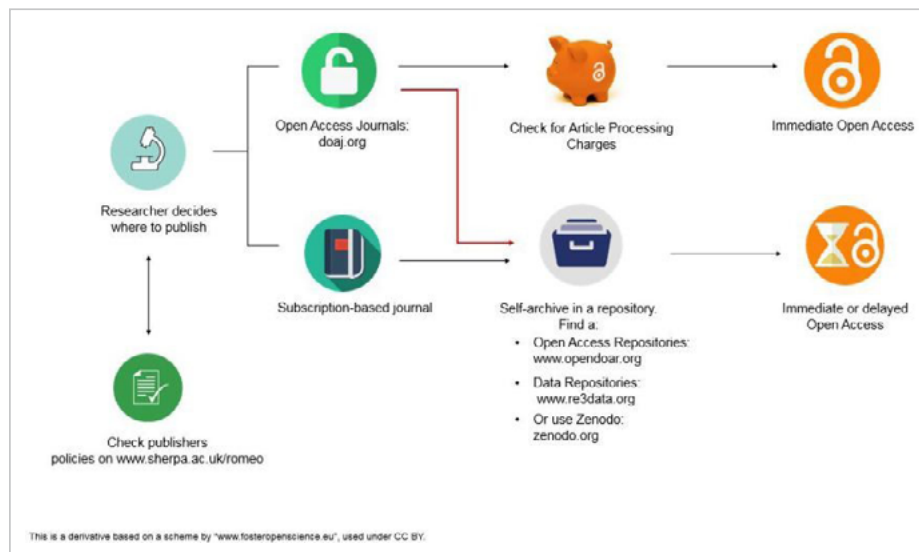 Open Access Journals:
doaj.org
Check for Article Processing
Charges
Immediate Open Access
Researcher decides
where to publish
Subscription-based journal
Self-archive in a repository.
Find a:
• Open Access Repositories:
www.opendoar.org
• Data Repositories:
www.re3data.org
• Or use Zenodo:
zenodo.org
Immediate or delayed
Open Access
Check publishers
policies on www.sherpa.ac.uk/romeo
This is a derivative based on a scheme by "www.fosteropenscience.eu", used under CC BY.